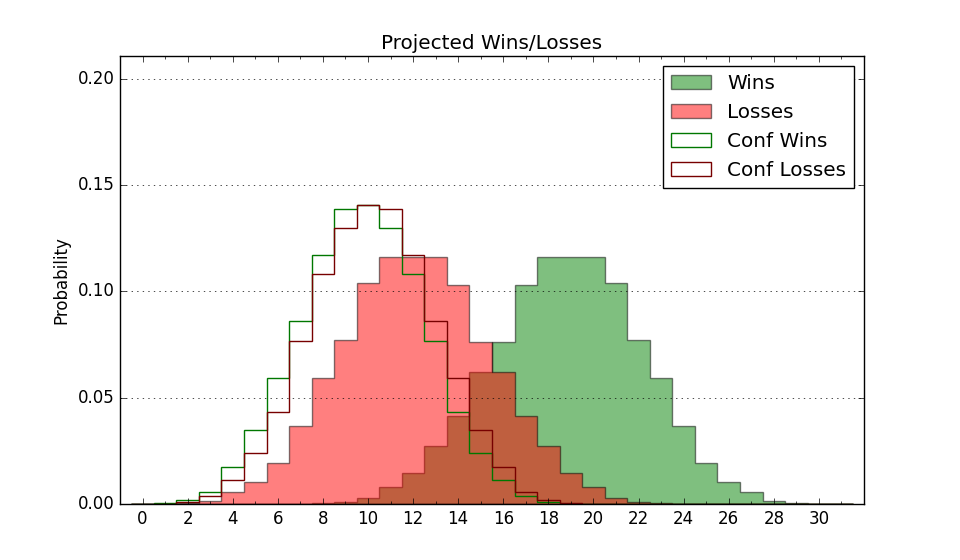 Projected Wins/Losses
0.20
0.15
0.10
0.05
0.00
Probability
Wins
Losses
Conf Wins
Conf Losses
0 2 4 6 8 10 12 14 16 18 20 22 24 26 28 30